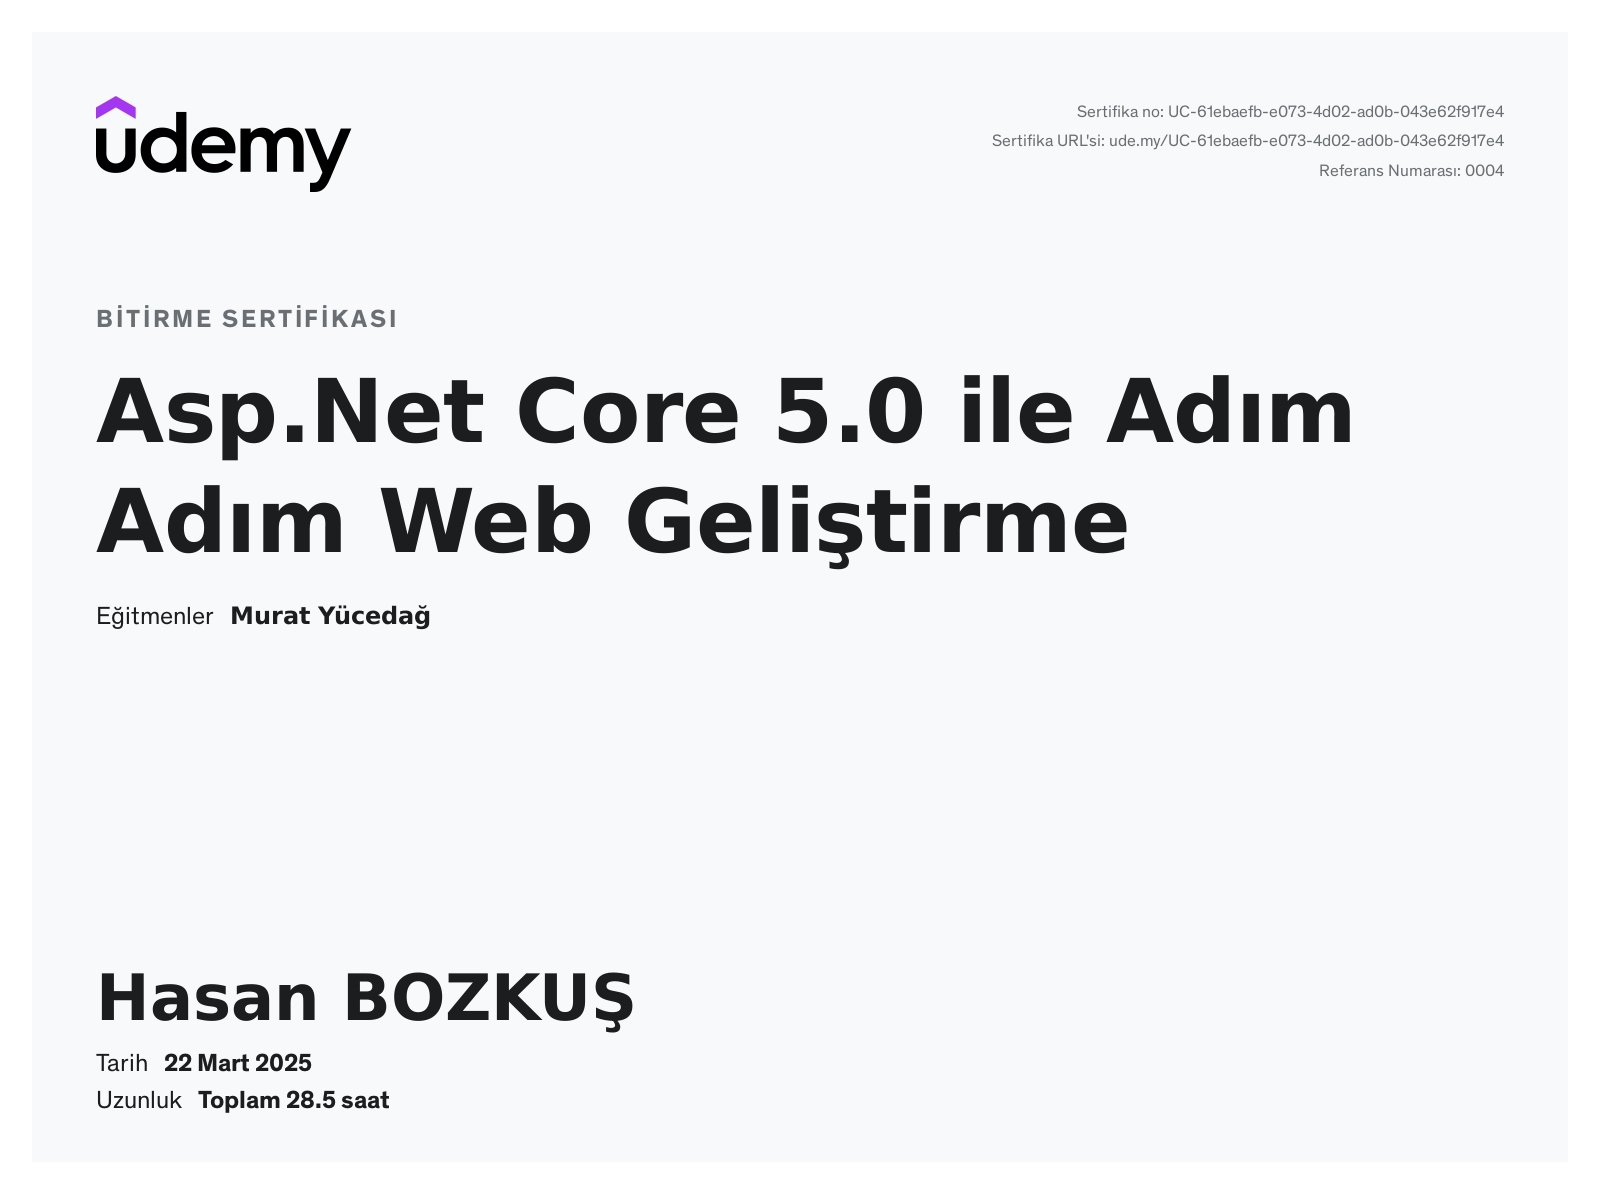 udemy
Sertifika no: UC-61ebaefb-e073-4d02-ad0b-043e62f917e4
Sertifika URL'si: ude.my/UC-61ebaefb-e073-4d02-ad0b-043e62f917e4
Referans Numarası: 0004
BİTİRME SERTİFİKASI
Asp.Net Core 5.0 ile Adım
Adım Web Geliştirme
Eğitmenler Murat Yücedağ
Hasan BOZKUŞ
Tarih 22 Mart 2025
Uzunluk Toplam 28.5 saat